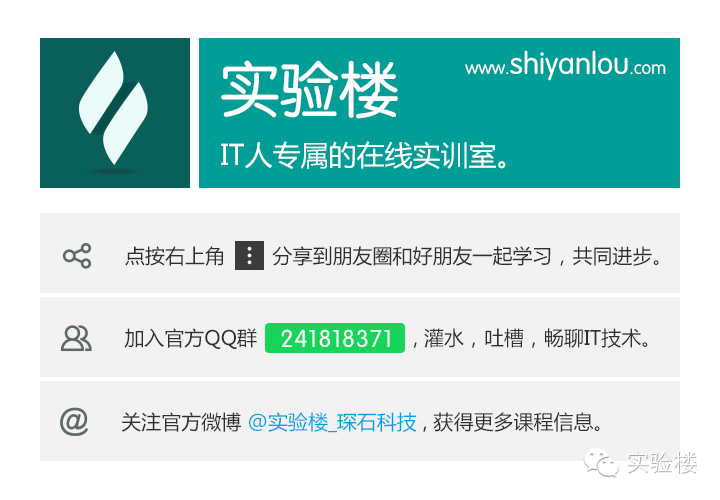 实验楼
www.shiyanlou.com
IT人专属的在线实训室。
点按右上角 分享到朋友圈和好朋友一起学习，共同进步。
加入官方QQ群 241818371，灌水，吐槽，畅聊IT技术。
关注官方微博 @实验楼_琛石科技，获得更多课程信息。
实验楼